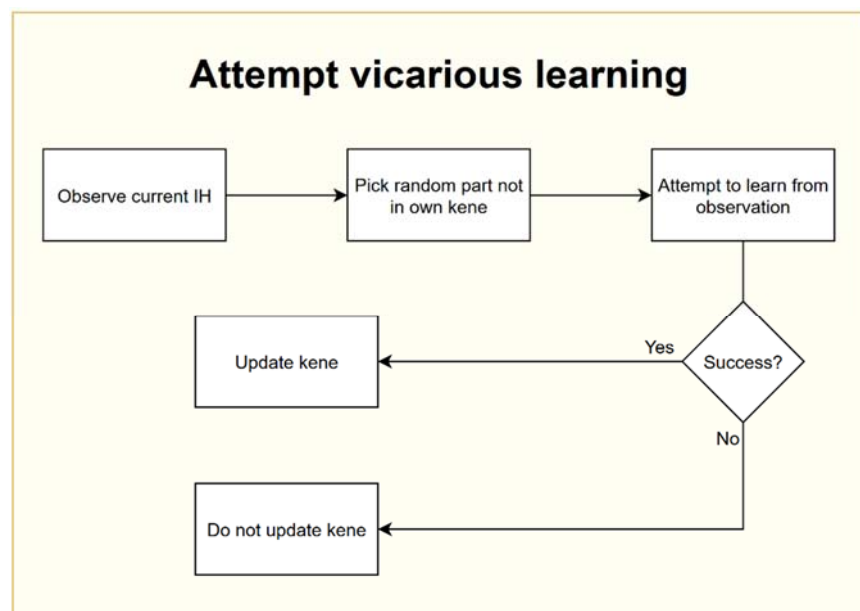 Attempt vicarious learning
Observe current IH
Pick random part not
in own kene
Attempt to learn from
observation
Update kene
Yes
Success?
No
Do not update kene